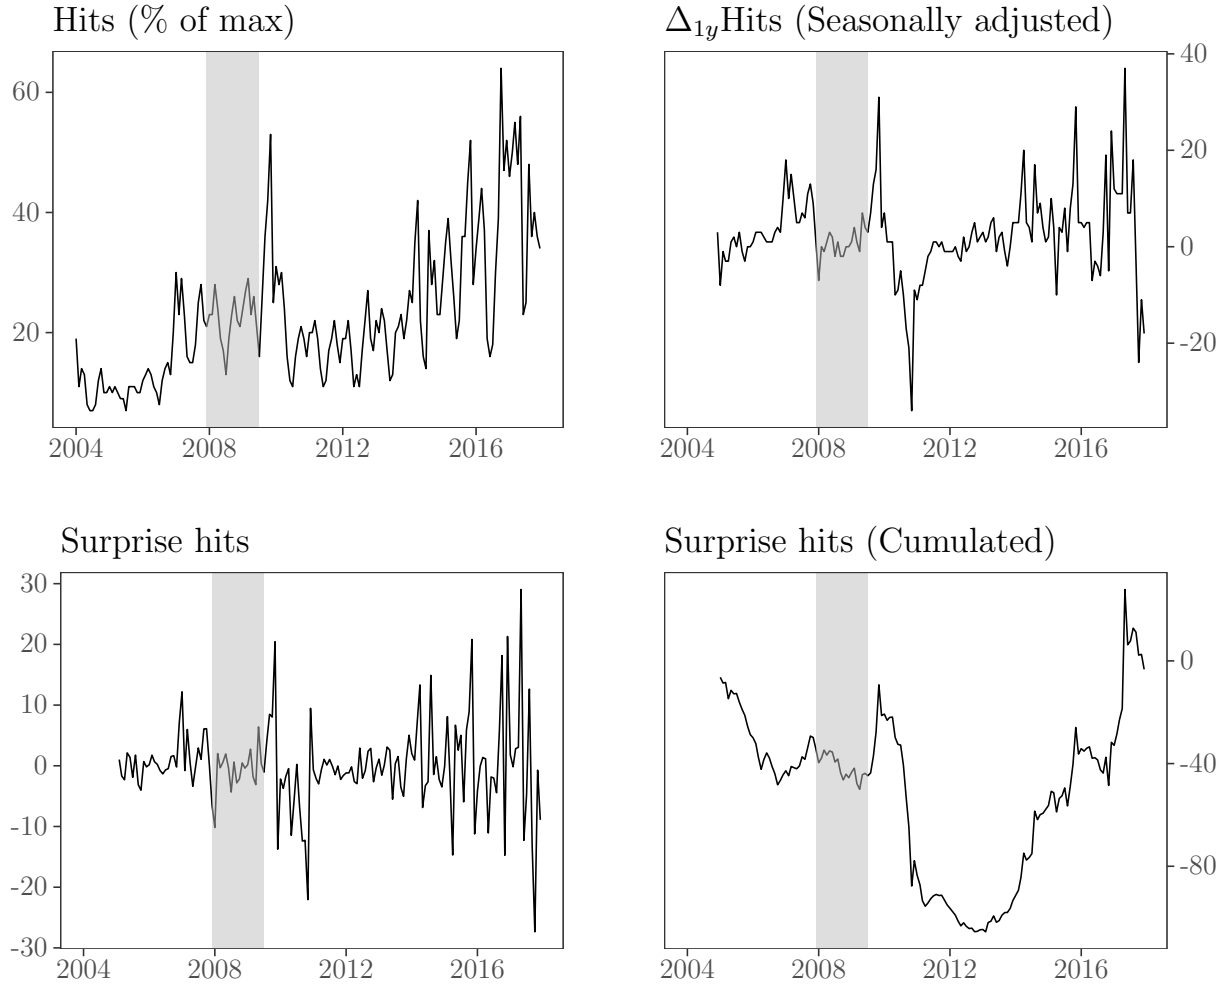 Hits (% of max)
60
40
20
2004 2008 2012 2016
Δ1yHits (Seasonally adjusted)
40
20
0
-20
2004 2008 2012 2016
Surprise hits
30
20
10
0
-10
-20
-30
2004 2008 2012 2016
Surprise hits (Cumulated)
0
-40
-80
2004 2008 2012 2016